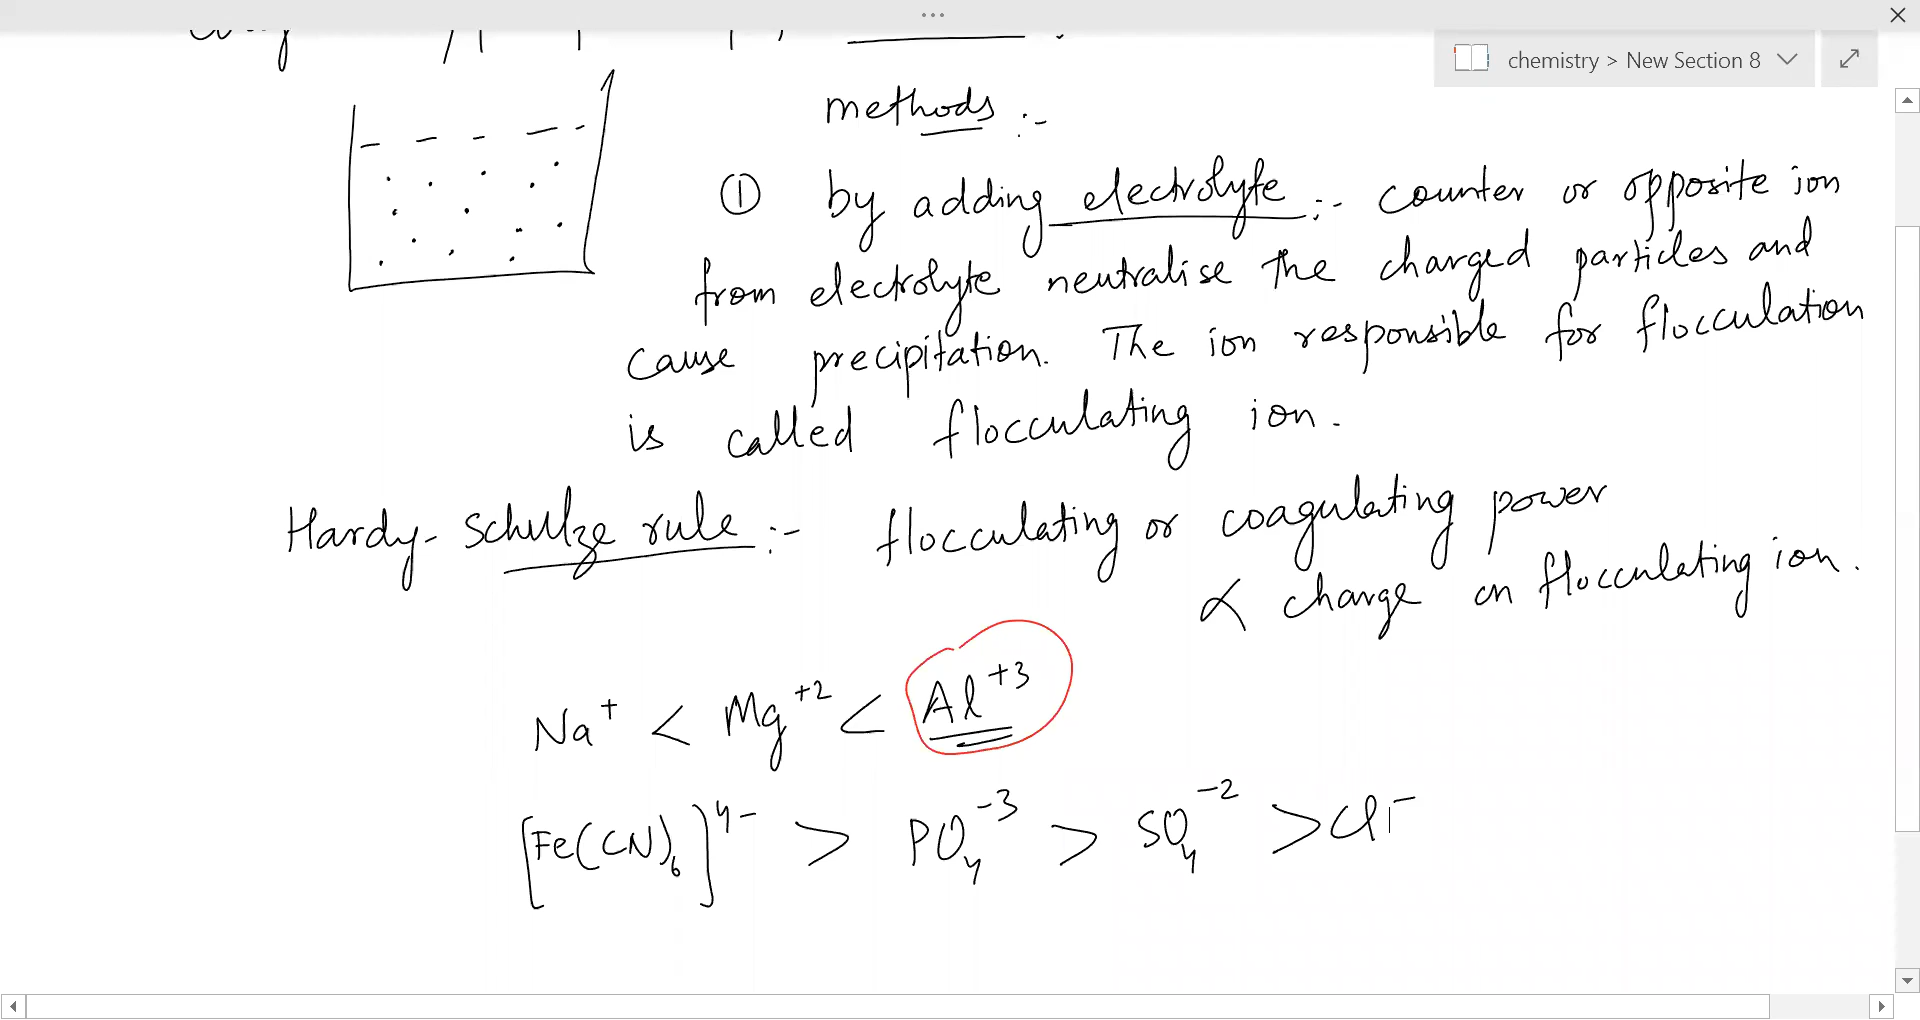 chemistry > New Section 8
methods :-
① by adding electrolyte :- counter or opposite ion
from electrolyte neutralise the charged particles and
cause precipitation. The ion responsible for flocculation
is called flocculating ion.
Hardy-Schulze rule :- flocculating or coagulating power
∝ charge on flocculating ion.
Na⁺ < Mg⁺² < Al⁺³
[Fe(CN)₆]⁴⁻ > PO₄⁻³ > SO₄⁻² > Cl⁻